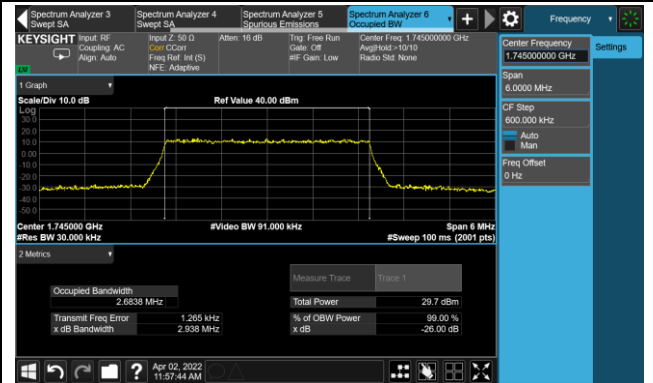 Spectrum Analyzer 3
Swept SA
Spectrum Analyzer 4
Swept SA
Spectrum Analyzer 5
Spurious Emissions
Spectrum Analyzer 6
Occupied BW
Frequency
KEYSIGHT
Input: RF
Coupling: AC
Align: Auto
Input Z: 50 Ω
Corr CCorr
Freq Ref: Int (S)
NFE: Adaptive
Atten: 16 dB
Trig: Free Run
Gate: Off
#IF Gain: Low
Center Freq: 1.745000000 GHz
Avg|Hold:>10/10
Radio Std: None
Center Frequency
1.745000000 GHz
Settings
Span
6.0000 MHz
CF Step
600.000 kHz
Auto
Man
Freq Offset
0 Hz
1 Graph
Scale/Div 10.0 dB
Ref Value 40.00 dBm
Log
30.0
20.0
10.0
0.00
-10.0
-20.0
-30.0
-40.0
-50.0
Center 1.745000 GHz
#Video BW 91.000 kHz
Span 6 MHz
#Res BW 30.000 kHz
#Sweep 100 ms (2001 pts)
2 Metrics
Measure Trace
Trace 1
Occupied Bandwidth
2.6838 MHz
Total Power
29.7 dBm
Transmit Freq Error
1.265 kHz
% of OBW Power
99.00 %
x dB Bandwidth
2.938 MHz
x dB
-26.00 dB
?
Apr 02, 2022
11:57:44 AM